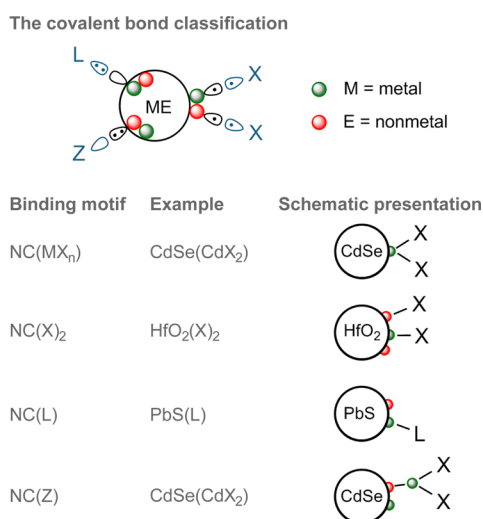 The covalent bond classification
L
X
ME
Z
X
M = metal
E = nonmetal
Binding motif Example Schematic presentation
NC(MXₙ) CdSe(CdX₂) CdSe X X
NC(X)₂ HfO₂(X)₂ HfO₂ X X
NC(L) PbS(L) PbS L
NC(Z) CdSe(CdX₂) CdSe X X